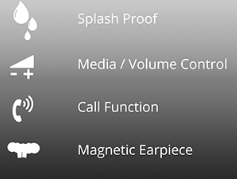 Splash Proof
Media / Volume Control
Call Function
Magnetic Earpiece